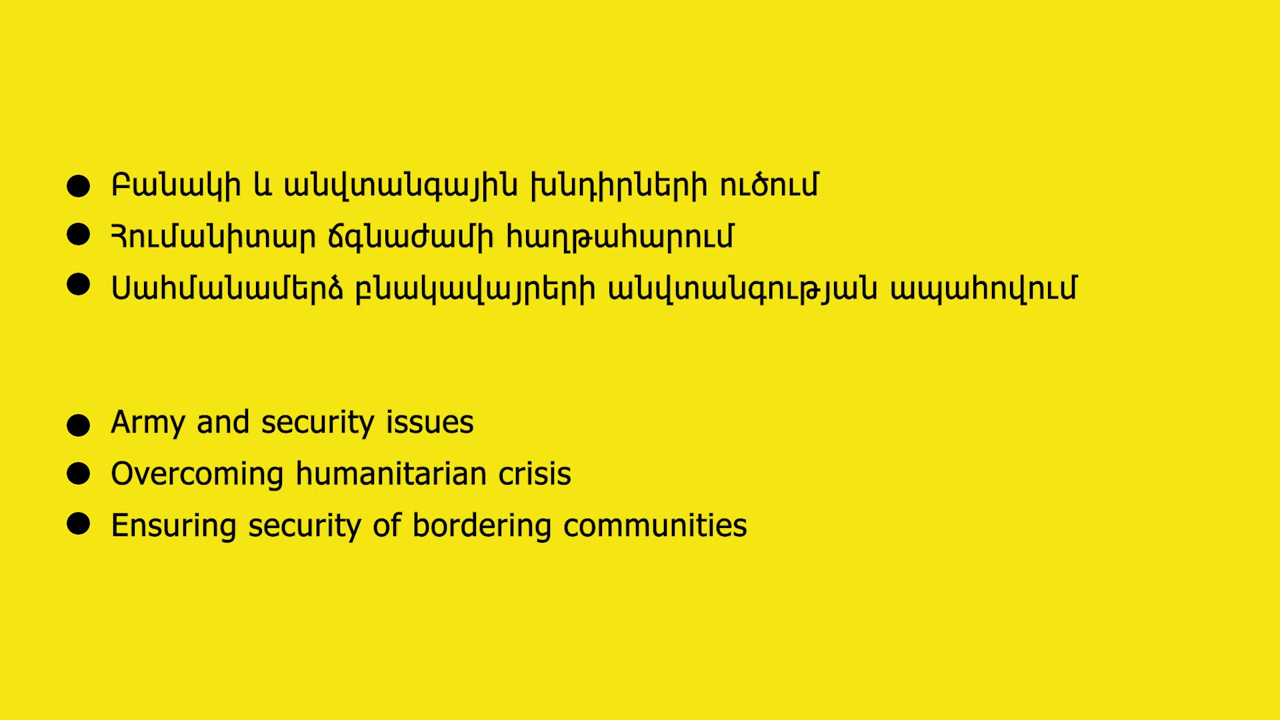 ● Բանակի և անվտանգային խնդիրների ուծում
● Հումանիտար ճգնաժամի հաղթահարում
● Սահմանամերձ բնակավայրերի անվտանգության ապահովում
● Army and security issues
● Overcoming humanitarian crisis
● Ensuring security of bordering communities